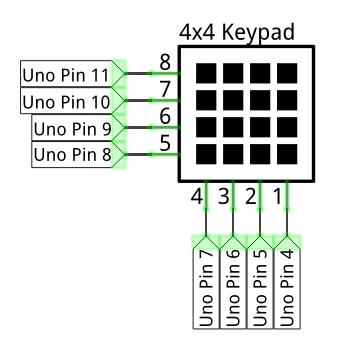 4x4 Keypad
8
Uno Pin 11
7
Uno Pin 10
6
Uno Pin 9
5
Uno Pin 8
4 3 2 1
Uno Pin 7
Uno Pin 6
Uno Pin 5
Uno Pin 4